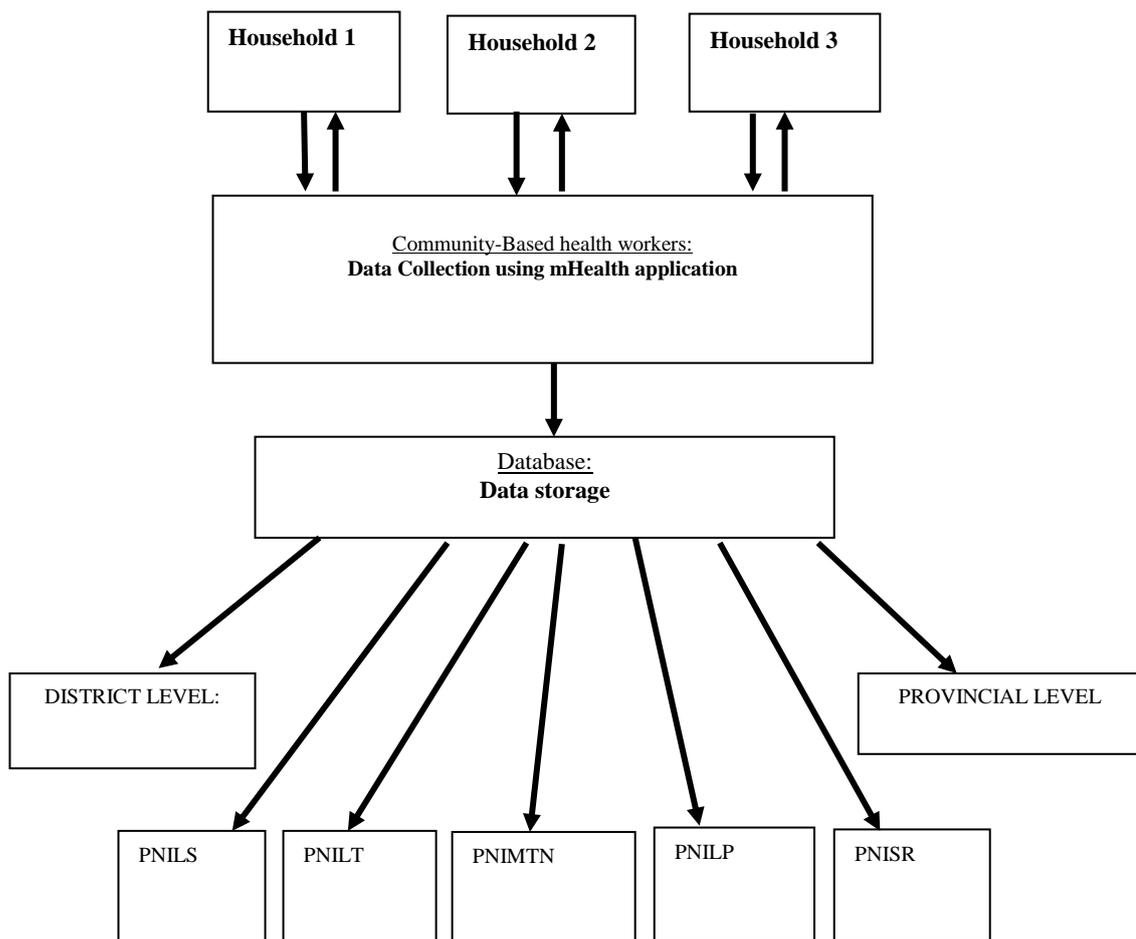 Household 1
Household 2
Household 3
Community-Based health workers:
Data Collection using mHealth application
Database:
Data storage
DISTRICT LEVEL:
PROVINCIAL LEVEL
PNILS
PNILT
PNIMTN
PNILP
PNISR